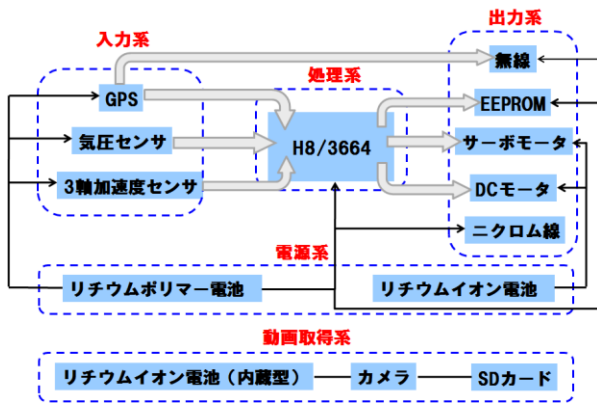 入力系
処理系
出力系
GPS
気圧センサ
3軸加速度センサ
H8/3664
無線
EEPROM
サーボモータ
DCモータ
ニクロム線
電源系
リチウムポリマー電池
リチウムイオン電池
動画取得系
リチウムイオン電池（内蔵型）
カメラ
SDカード